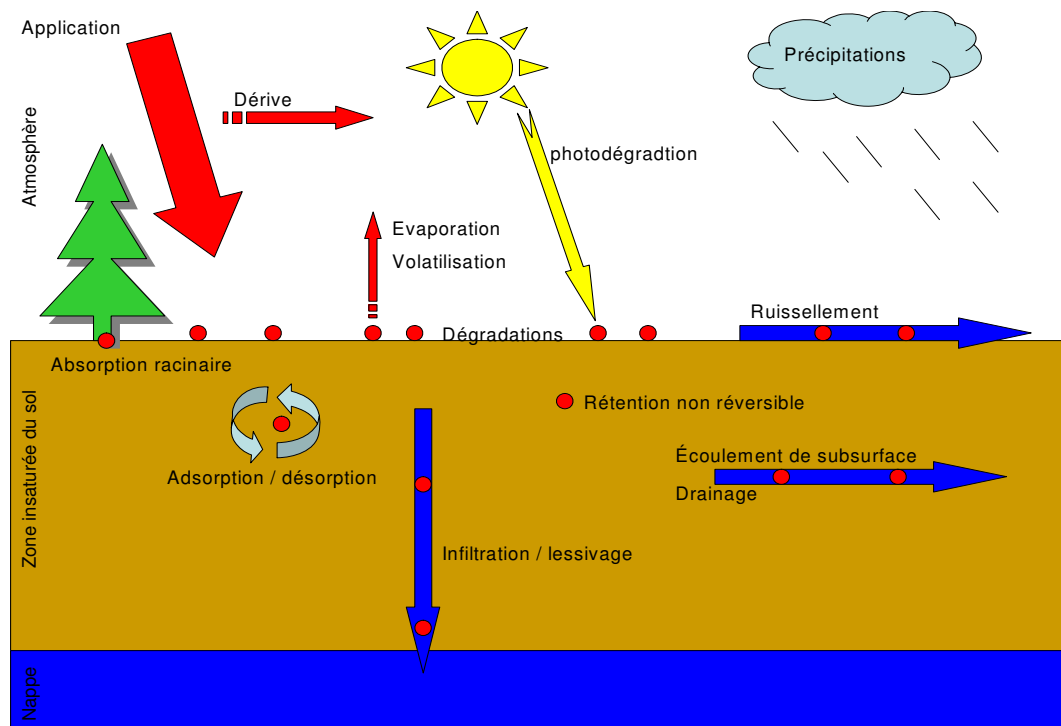 Application
Précipitations
Dérive
Atmosphère
photodégradtion
Evaporation
Volatilisation
Ruissellement
Dégradations
Absorption racinaire
Rétention non réversible
Zone insaturée du sol
Écoulement de subsurface
Adsorption / désorption
Drainage
Infiltration / lessivage
Nappe